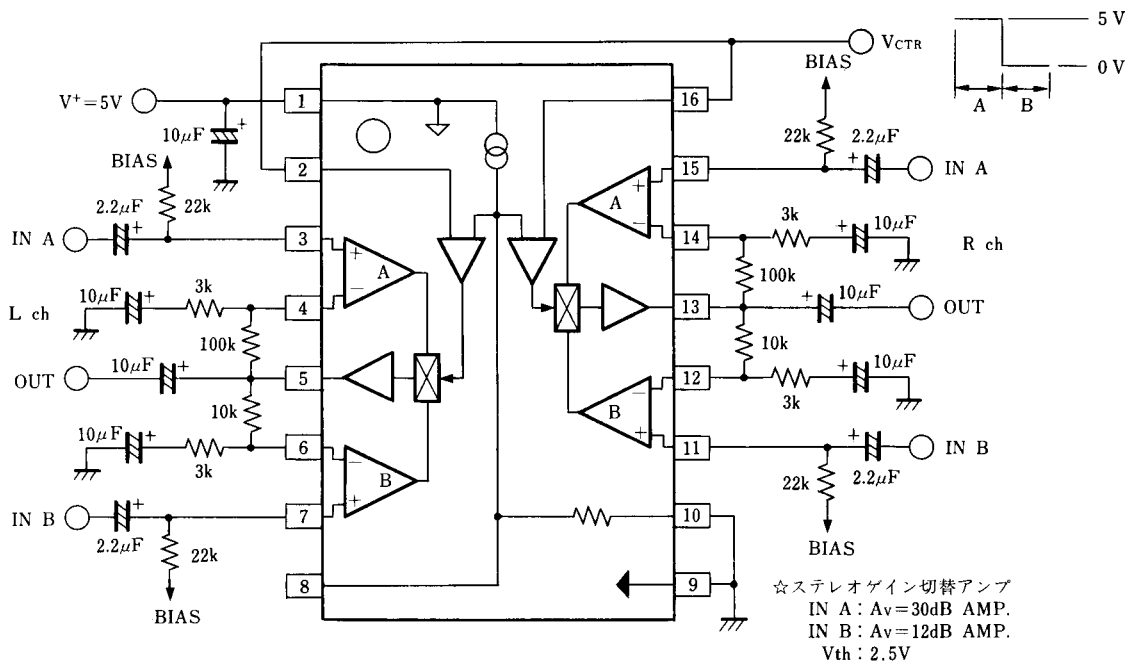 5 V
0 V
A
B
VCTR
V+=5V
10μF +
BIAS
2.2μF +
22k
IN A
L ch
10μF +
3k
100k
OUT
10μF +
10k
10μF +
3k
IN B
2.2μF +
22k
BIAS
1
2
3
4
5
6
7
8
+
A
−
−
B
+
16
15
14
13
12
11
10
9
A
+
−
B
−
+
BIAS
22k
+ 2.2μF
IN A
3k
+ 10μF
R ch
100k
+ 10μF
OUT
10k
3k
+ 10μF
IN B
+ 2.2μF
22k
BIAS
☆ステレオゲイン切替アンプ
IN A : Av=30dB AMP.
IN B : Av=12dB AMP.
Vth : 2.5V